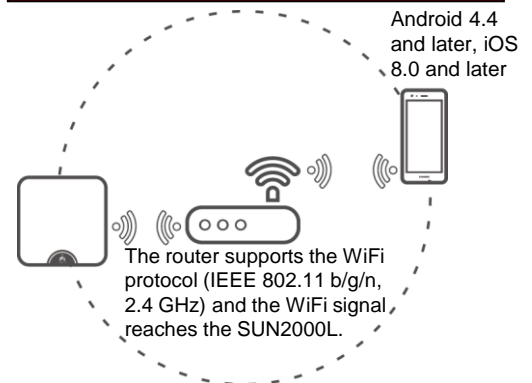 Android 4.4
and later, iOS
8.0 and later
The router supports the WiFi
protocol (IEEE 802.11 b/g/n,
2.4 GHz) and the WiFi signal
reaches the SUN2000L.